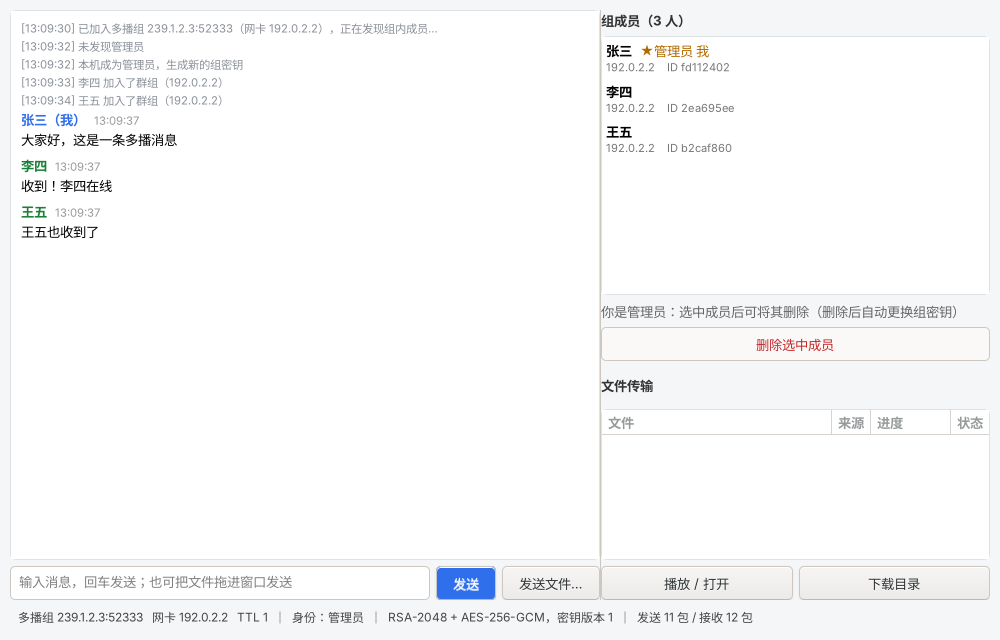 [13:09:30] 已加入多播组 239.1.2.3:52333（网卡 192.0.2.2），正在发现组内成员...
[13:09:32] 未发现管理员
[13:09:32] 本机成为管理员，生成新的组密钥
[13:09:33] 李四 加入了群组（192.0.2.2）
[13:09:34] 王五 加入了群组（192.0.2.2）
张三（我） 13:09:37
大家好，这是一条多播消息
李四 13:09:37
收到！李四在线
王五 13:09:37
王五也收到了
输入消息，回车发送；也可把文件拖进窗口发送
发送
发送文件...
组成员（3 人）
张三 ★管理员 我
192.0.2.2 ID fd112402
李四
192.0.2.2 ID 2ea695ee
王五
192.0.2.2 ID b2caf860
你是管理员：选中成员后可将其删除（删除后自动更换组密钥）
删除选中成员
文件传输
文件 来源 进度 状态
播放 / 打开
下载目录
多播组 239.1.2.3:52333 网卡 192.0.2.2 TTL 1 | 身份：管理员 | RSA-2048 + AES-256-GCM，密钥版本 1 | 发送 11 包 / 接收 12 包